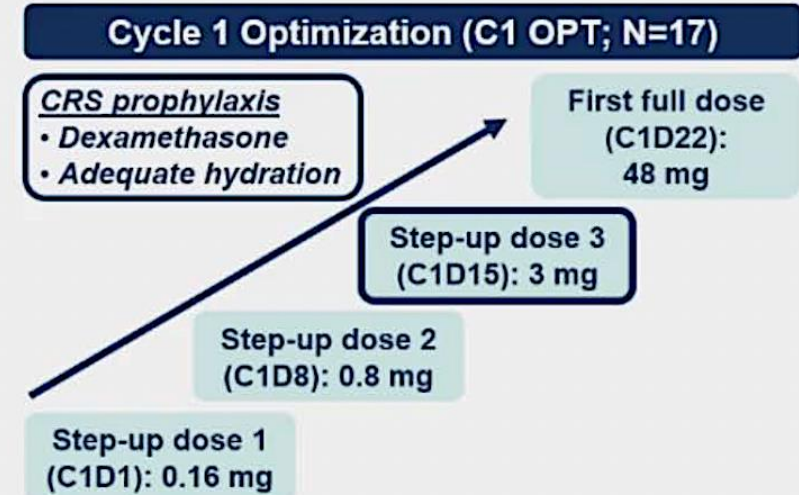 Cycle 1 Optimization (C1 OPT; N=17)
CRS prophylaxis
• Dexamethasone
• Adequate hydration
First full dose
(C1D22):
48 mg
Step-up dose 3
(C1D15): 3 mg
Step-up dose 2
(C1D8): 0.8 mg
Step-up dose 1
(C1D1): 0.16 mg